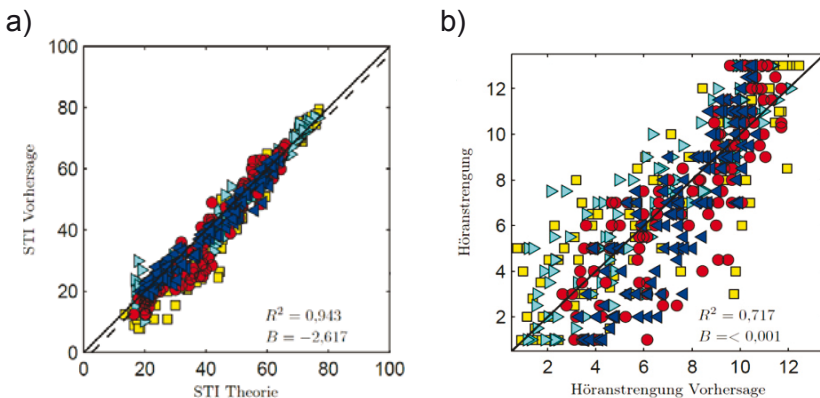 a)
100
80
60
40
20
0
STI Vorhersage
0 20 40 60 80 100
STI Theorie
R² = 0,943
B = −2,617
b)
12
10
8
6
4
2
Höranstrengung
2 4 6 8 10 12
Höranstrengung Vorhersage
R² = 0,717
B =< 0,001